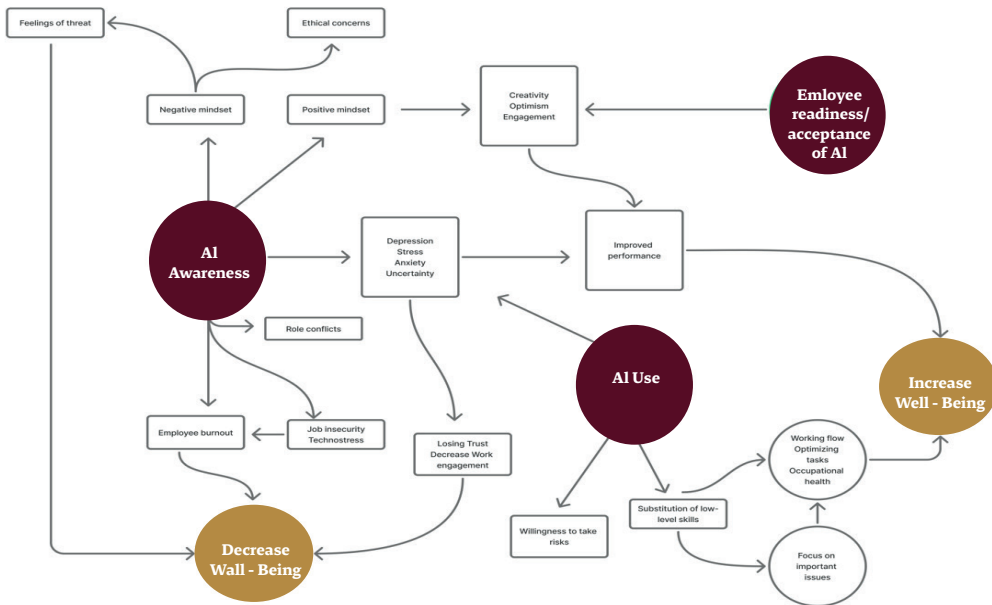 Feelings of threat
Ethical concerns
Negative mindset
Positive mindset
Creativity
Optimism
Engagement
Emloyee
readiness/
acceptance
of AI
AI
Awareness
Depression
Stress
Anxiety
Uncertainty
Improved
performance
Role conflicts
AI Use
Increase
Well - Being
Employee burnout
Job insecurity
Technostress
Losing Trust
Decrease Work
engagement
Working flow
Optimizing
tasks
Occupational
health
Willingness to take
risks
Substitution of low-
level skills
Decrease
Wall - Being
Focus on
important
issues